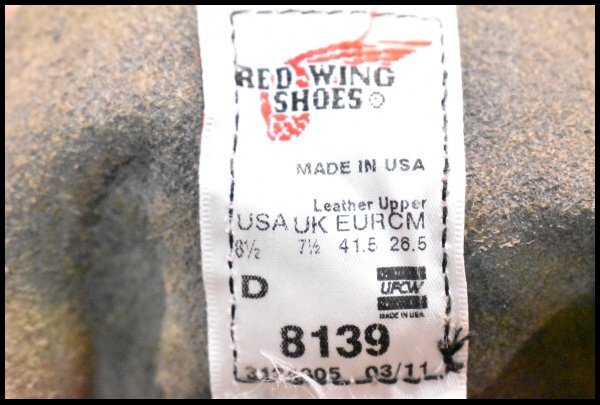 RED WING
SHOES ®
MADE IN USA
Leather Upper
USA UK EUR CM
8½ 7½ 41.5 26.5
D
UFCW
MADE IN USA
8139
03/11